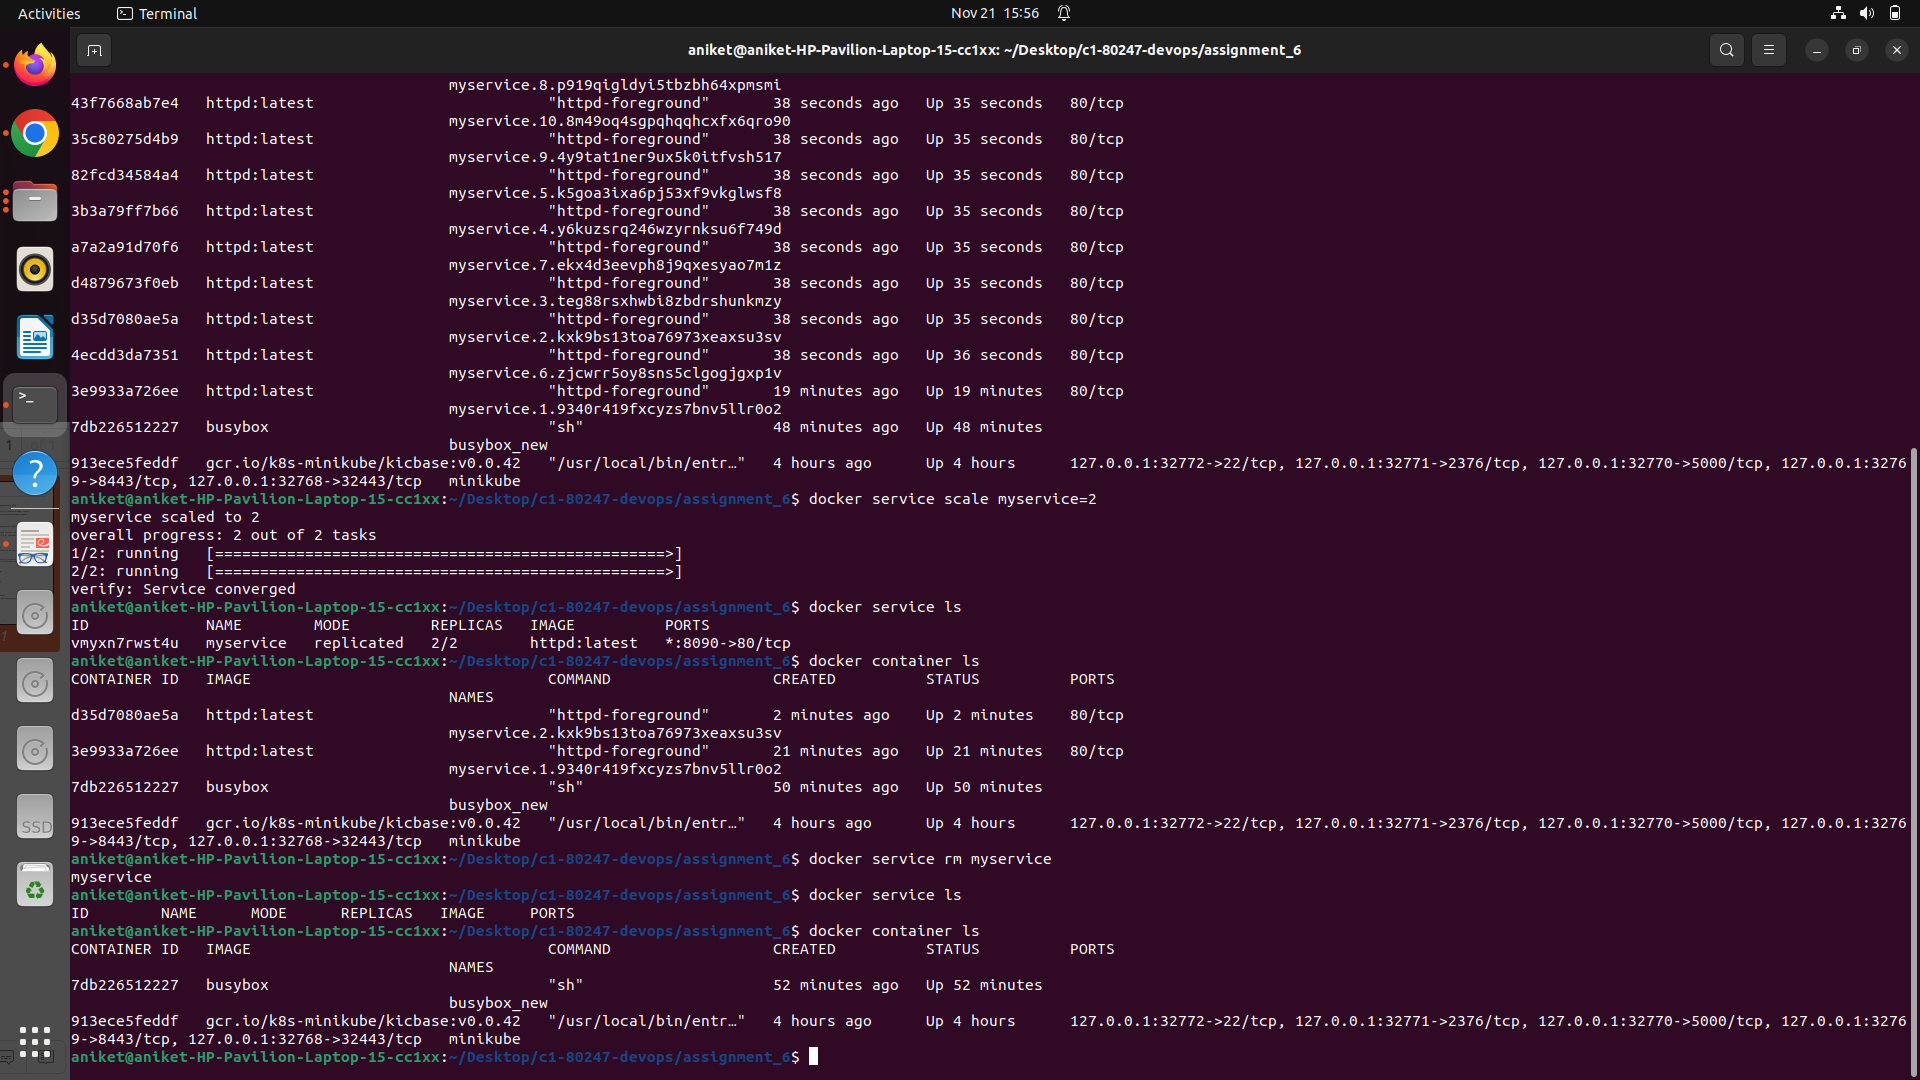 Activities
Terminal
Nov 21 15:56
aniket@aniket-HP-Pavilion-Laptop-15-cc1xx: ~/Desktop/c1-80247-devops/assignment_6
myservice.8.p919qigldyi5tbzbh64xpmsmi
43f7668ab7e4 httpd:latest "httpd-foreground" 38 seconds ago Up 35 seconds 80/tcp
myservice.10.8m49oq4sgpqhqqhcxfx6qro90
35c80275d4b9 httpd:latest "httpd-foreground" 38 seconds ago Up 35 seconds 80/tcp
myservice.9.4y9tat1ner9ux5k0itfvsh517
82fcd34584a4 httpd:latest "httpd-foreground" 38 seconds ago Up 35 seconds 80/tcp
myservice.5.k5goa3ixa6pj53xf9vkglwsf8
3b3a79ff7b66 httpd:latest "httpd-foreground" 38 seconds ago Up 35 seconds 80/tcp
myservice.4.y6kuzsrq246wzyrnksu6f749d
a7a2a91d70f6 httpd:latest "httpd-foreground" 38 seconds ago Up 35 seconds 80/tcp
myservice.7.ekx4d3eevph8j9qxesyao7m1z
d4879673f0eb httpd:latest "httpd-foreground" 38 seconds ago Up 35 seconds 80/tcp
myservice.3.teg88rsxhwbi8zbdrshunkmzy
d35d7080ae5a httpd:latest "httpd-foreground" 38 seconds ago Up 35 seconds 80/tcp
myservice.2.kxk9bs13toa76973xeaxsu3sv
4ecdd3da7351 httpd:latest "httpd-foreground" 38 seconds ago Up 36 seconds 80/tcp
myservice.6.zjcwrr5oy8sns5clgogjgxp1v
3e9933a726ee httpd:latest "httpd-foreground" 19 minutes ago Up 19 minutes 80/tcp
myservice.1.9340r419fxcyzs7bnv5llr0o2
7db226512227 busybox "sh" 48 minutes ago Up 48 minutes
busybox_new
913ece5feddf gcr.io/k8s-minikube/kicbase:v0.0.42 "/usr/local/bin/entr…" 4 hours ago Up 4 hours 127.0.0.1:32772->22/tcp, 127.0.0.1:32771->2376/tcp, 127.0.0.1:32770->5000/tcp, 127.0.0.1:3276
9->8443/tcp, 127.0.0.1:32768->32443/tcp minikube
aniket@aniket-HP-Pavilion-Laptop-15-cc1xx:~/Desktop/c1-80247-devops/assignment_6$ docker service scale myservice=2
myservice scaled to 2
overall progress: 2 out of 2 tasks
1/2: running [==================================================>]
2/2: running [==================================================>]
verify: Service converged
aniket@aniket-HP-Pavilion-Laptop-15-cc1xx:~/Desktop/c1-80247-devops/assignment_6$ docker service ls
ID NAME MODE REPLICAS IMAGE PORTS
vmyxn7rwst4u myservice replicated 2/2 httpd:latest *:8090->80/tcp
aniket@aniket-HP-Pavilion-Laptop-15-cc1xx:~/Desktop/c1-80247-devops/assignment_6$ docker container ls
CONTAINER ID IMAGE COMMAND CREATED STATUS PORTS
NAMES
d35d7080ae5a httpd:latest "httpd-foreground" 2 minutes ago Up 2 minutes 80/tcp
myservice.2.kxk9bs13toa76973xeaxsu3sv
3e9933a726ee httpd:latest "httpd-foreground" 21 minutes ago Up 21 minutes 80/tcp
myservice.1.9340r419fxcyzs7bnv5llr0o2
7db226512227 busybox "sh" 50 minutes ago Up 50 minutes
busybox_new
913ece5feddf gcr.io/k8s-minikube/kicbase:v0.0.42 "/usr/local/bin/entr…" 4 hours ago Up 4 hours 127.0.0.1:32772->22/tcp, 127.0.0.1:32771->2376/tcp, 127.0.0.1:32770->5000/tcp, 127.0.0.1:3276
9->8443/tcp, 127.0.0.1:32768->32443/tcp minikube
aniket@aniket-HP-Pavilion-Laptop-15-cc1xx:~/Desktop/c1-80247-devops/assignment_6$ docker service rm myservice
myservice
aniket@aniket-HP-Pavilion-Laptop-15-cc1xx:~/Desktop/c1-80247-devops/assignment_6$ docker service ls
ID NAME MODE REPLICAS IMAGE PORTS
aniket@aniket-HP-Pavilion-Laptop-15-cc1xx:~/Desktop/c1-80247-devops/assignment_6$ docker container ls
CONTAINER ID IMAGE COMMAND CREATED STATUS PORTS
NAMES
7db226512227 busybox "sh" 52 minutes ago Up 52 minutes
busybox_new
913ece5feddf gcr.io/k8s-minikube/kicbase:v0.0.42 "/usr/local/bin/entr…" 4 hours ago Up 4 hours 127.0.0.1:32772->22/tcp, 127.0.0.1:32771->2376/tcp, 127.0.0.1:32770->5000/tcp, 127.0.0.1:3276
9->8443/tcp, 127.0.0.1:32768->32443/tcp minikube
aniket@aniket-HP-Pavilion-Laptop-15-cc1xx:~/Desktop/c1-80247-devops/assignment_6$
SSD